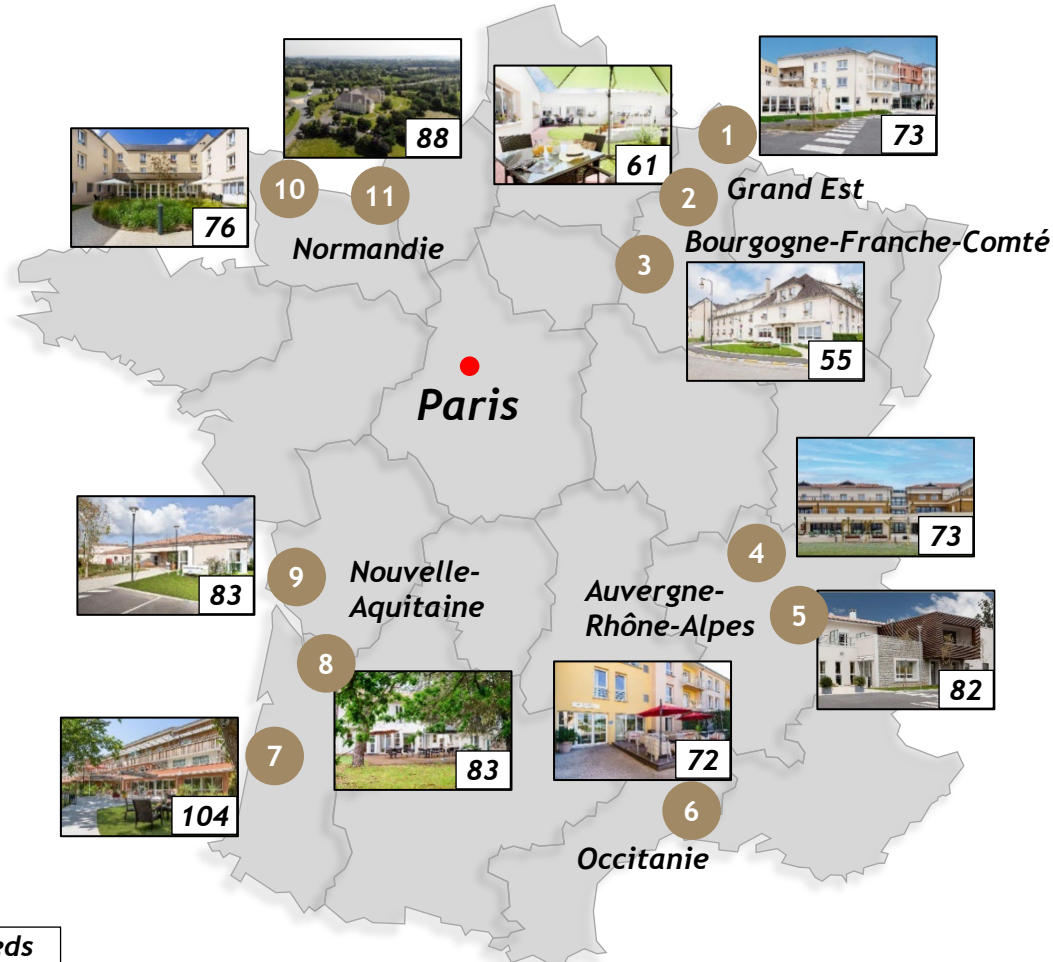 88
73
1
61
76
10
11
2
Grand Est
Normandie
Bourgogne-Franche-Comté
3
55
Paris
73
4
83
9
Nouvelle-
Aquitaine
Auvergne-
Rhône-Alpes
5
82
8
72
83
7
104
6
Occitanie